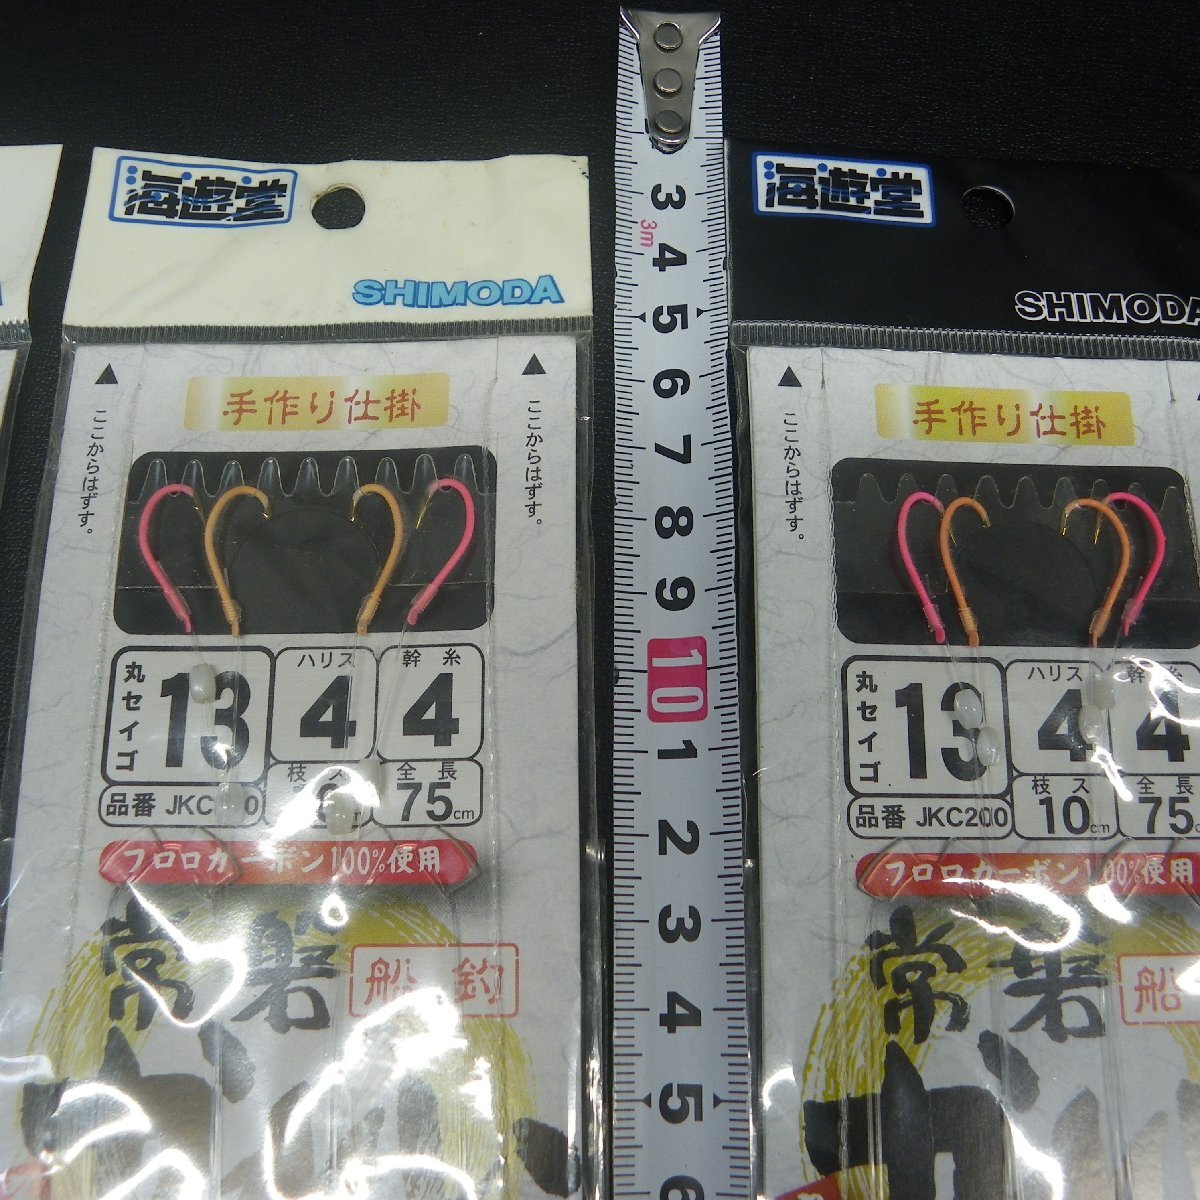 海遊堂
SHIMODA
手作り仕掛
ここからはずす。
ここからはずす。
丸セイゴ 13
ハリス 4
幹糸 4
枝ス
全長 75cm
品番
フロロカーボン100%使用
常磐
船釣
3
3m
4
5
6
7
8
9
10
1
2
3
4
5
6
海遊堂
SHIMODA
手作り仕掛
ここからはずす。
丸セイゴ 13
ハリス 4
幹糸 4
枝ス 10cm
全長 75cm
品番 JKC200
フロロカーボン100%使用
常磐
船